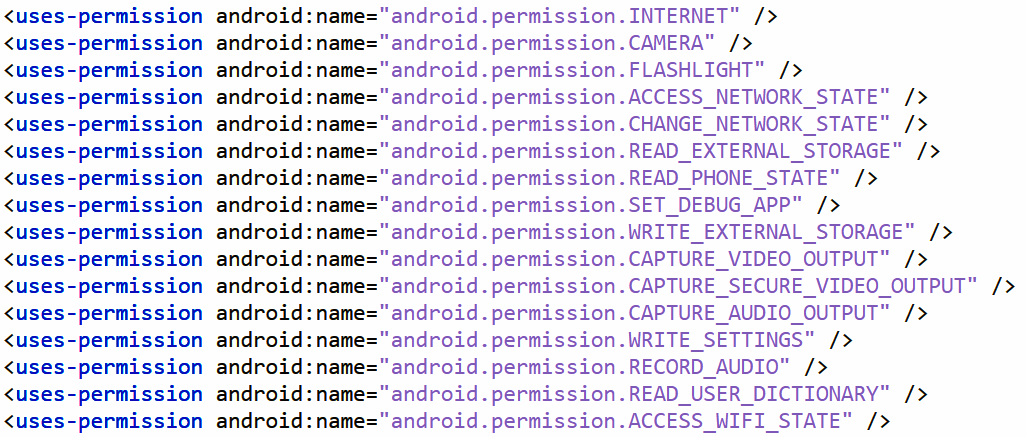 <uses-permission android:name="android.permission.INTERNET" />
<uses-permission android:name="android.permission.CAMERA" />
<uses-permission android:name="android.permission.FLASHLIGHT" />
<uses-permission android:name="android.permission.ACCESS_NETWORK_STATE" />
<uses-permission android:name="android.permission.CHANGE_NETWORK_STATE" />
<uses-permission android:name="android.permission.READ_EXTERNAL_STORAGE" />
<uses-permission android:name="android.permission.READ_PHONE_STATE" />
<uses-permission android:name="android.permission.SET_DEBUG_APP" />
<uses-permission android:name="android.permission.WRITE_EXTERNAL_STORAGE" />
<uses-permission android:name="android.permission.CAPTURE_VIDEO_OUTPUT" />
<uses-permission android:name="android.permission.CAPTURE_SECURE_VIDEO_OUTPUT" />
<uses-permission android:name="android.permission.CAPTURE_AUDIO_OUTPUT" />
<uses-permission android:name="android.permission.WRITE_SETTINGS" />
<uses-permission android:name="android.permission.RECORD_AUDIO" />
<uses-permission android:name="android.permission.READ_USER_DICTIONARY" />
<uses-permission android:name="android.permission.ACCESS_WIFI_STATE" />